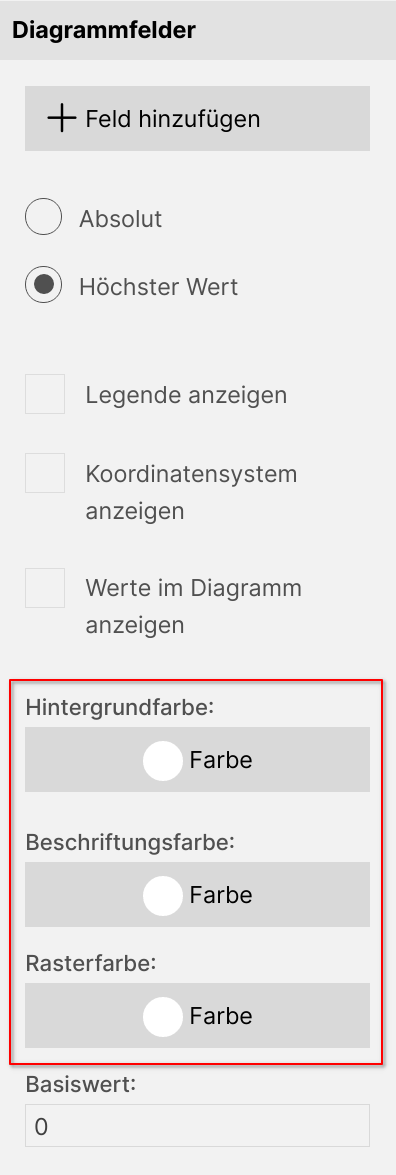 Diagrammfelder
Feld hinzufügen
Absolut
Höchster Wert
Legende anzeigen
Koordinatensystem
anzeigen
Werte im Diagramm
anzeigen
Hintergrundfarbe:
Farbe
Beschriftungsfarbe:
Farbe
Rasterfarbe:
Farbe
Basiswert:
0